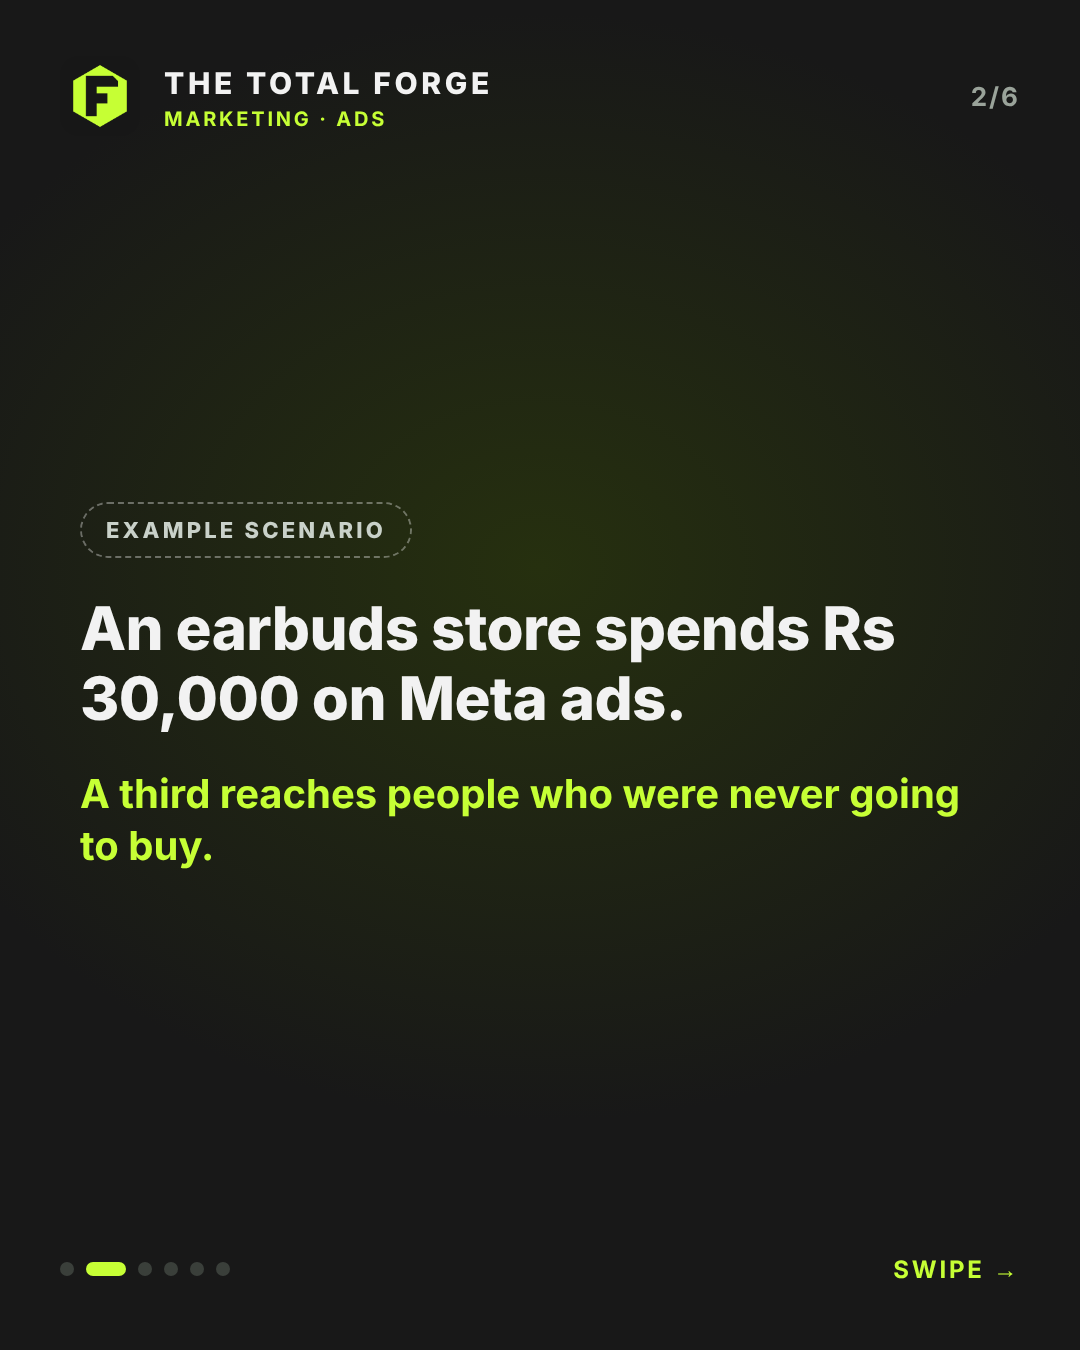 THE TOTAL FORGE
MARKETING · ADS
2/6
EXAMPLE SCENARIO
An earbuds store spends Rs
30,000 on Meta ads.
A third reaches people who were never going
to buy.
SWIPE →